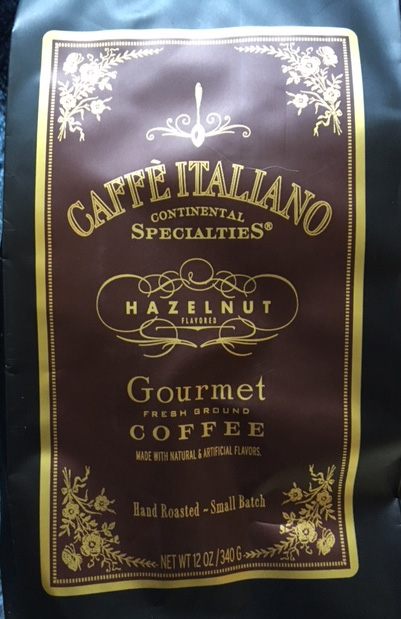 CAFFÈ ITALIANO
CONTINENTAL
SPECIALTIES®
HAZELNUT
FLAVORED
Gourmet
FRESH GROUND
COFFEE
MADE WITH NATURAL & ARTIFICIAL FLAVORS.
Hand Roasted - Small Batch
NET WT 12 OZ / 340 G